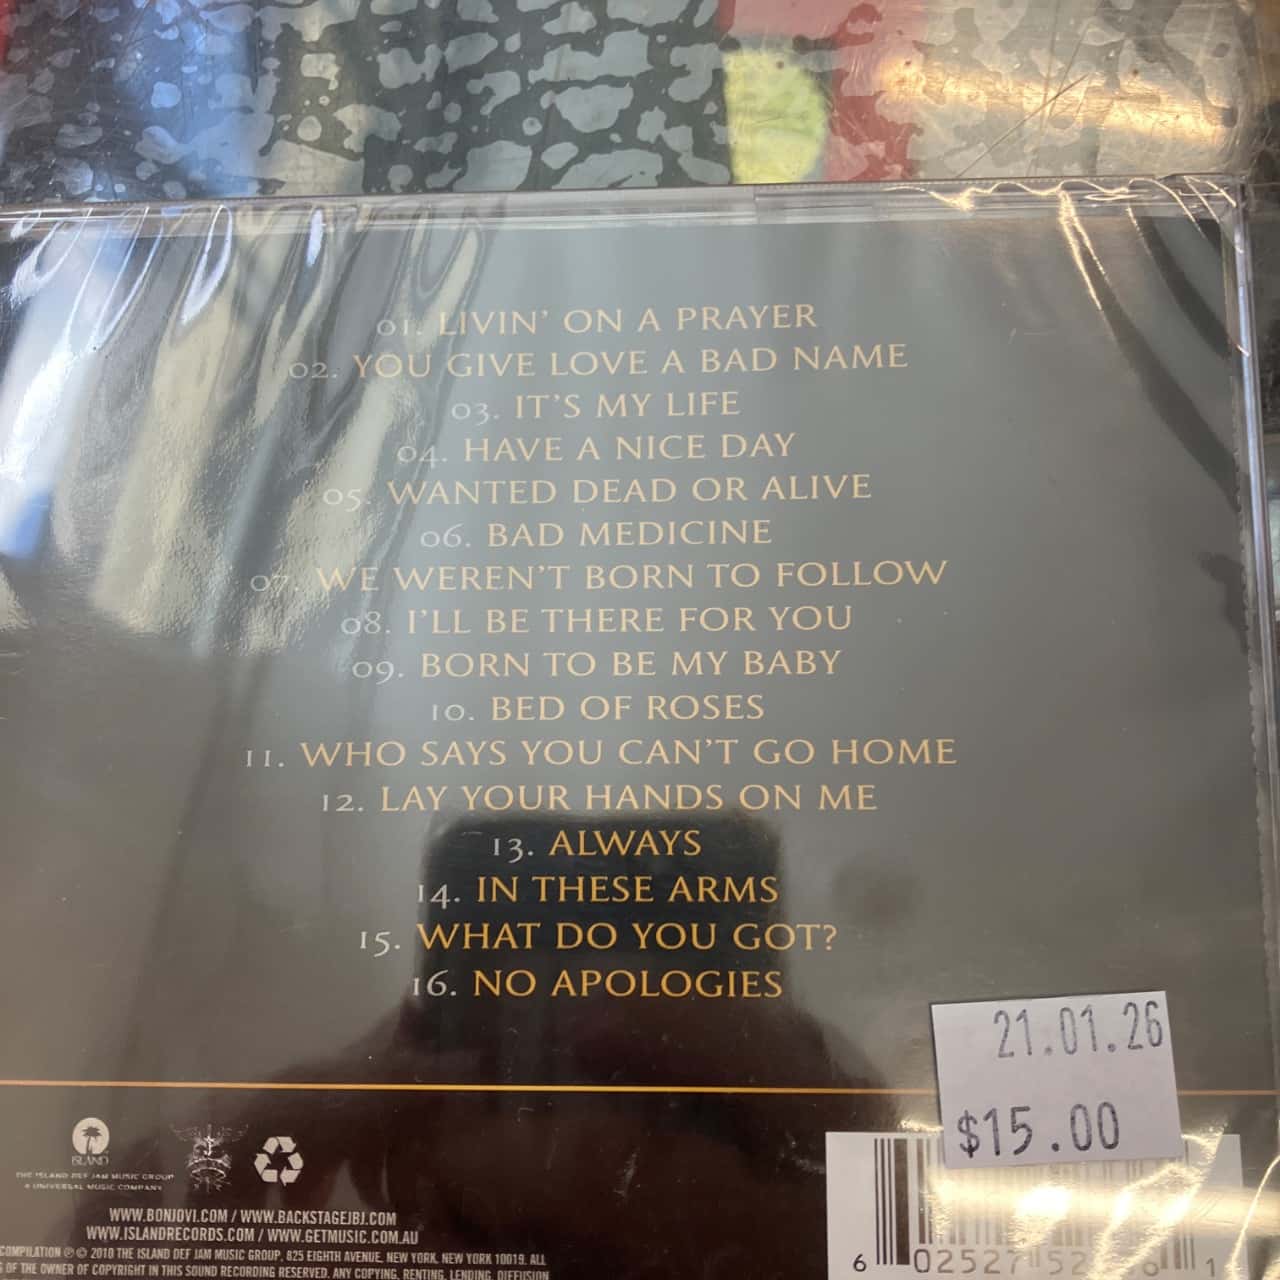 01. LIVIN' ON A PRAYER
02. YOU GIVE LOVE A BAD NAME
03. IT'S MY LIFE
04. HAVE A NICE DAY
05. WANTED DEAD OR ALIVE
06. BAD MEDICINE
07. WE WEREN'T BORN TO FOLLOW
08. I'LL BE THERE FOR YOU
09. BORN TO BE MY BABY
10. BED OF ROSES
11. WHO SAYS YOU CAN'T GO HOME
12. LAY YOUR HANDS ON ME
13. ALWAYS
14. IN THESE ARMS
15. WHAT DO YOU GOT?
16. NO APOLOGIES
21.01.26
$15.00
ISLAND
THE ISLAND DEF JAM MUSIC GROUP
A UNIVERSAL MUSIC COMPANY
WWW.BONJOVI.COM / WWW.BACKSTAGEJBJ.COM
WWW.ISLANDRECORDS.COM / WWW.GETMUSIC.COM.AU
COMPILATION ℗ © 2010 THE ISLAND DEF JAM MUSIC GROUP, 825 EIGHTH AVENUE, NEW YORK, NEW YORK 10019. ALL
OF THE OWNER OF COPYRIGHT IN THIS SOUND RECORDING RESERVED. ANY COPYING, RENTING, LENDING, DIFFUSION
6 02527 52 1